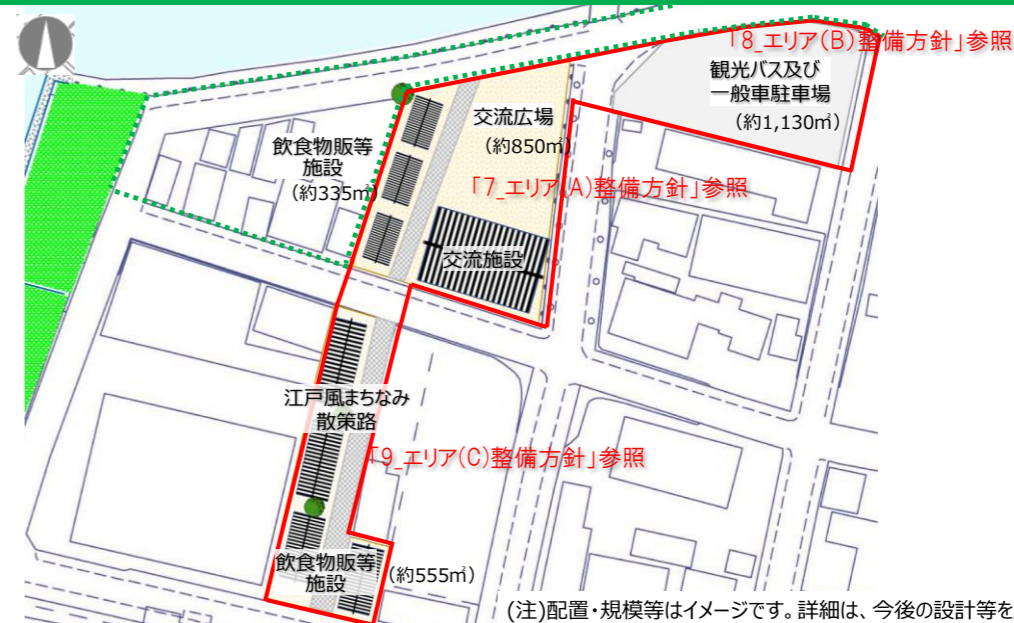 「8_エリア(B)整備方針」参照
観光バス及び
一般車駐車場
(約1,130㎡)
交流広場
(約850㎡)
飲食物販等
施設
(約335㎡)
「7_エリア(A)整備方針」参照
交流施設
江戸風まちなみ
散策路
「9_エリア(C)整備方針」参照
飲食物販等
施設
(約555㎡)
(注)配置・規模等はイメージです。詳細は、今後の設計等を